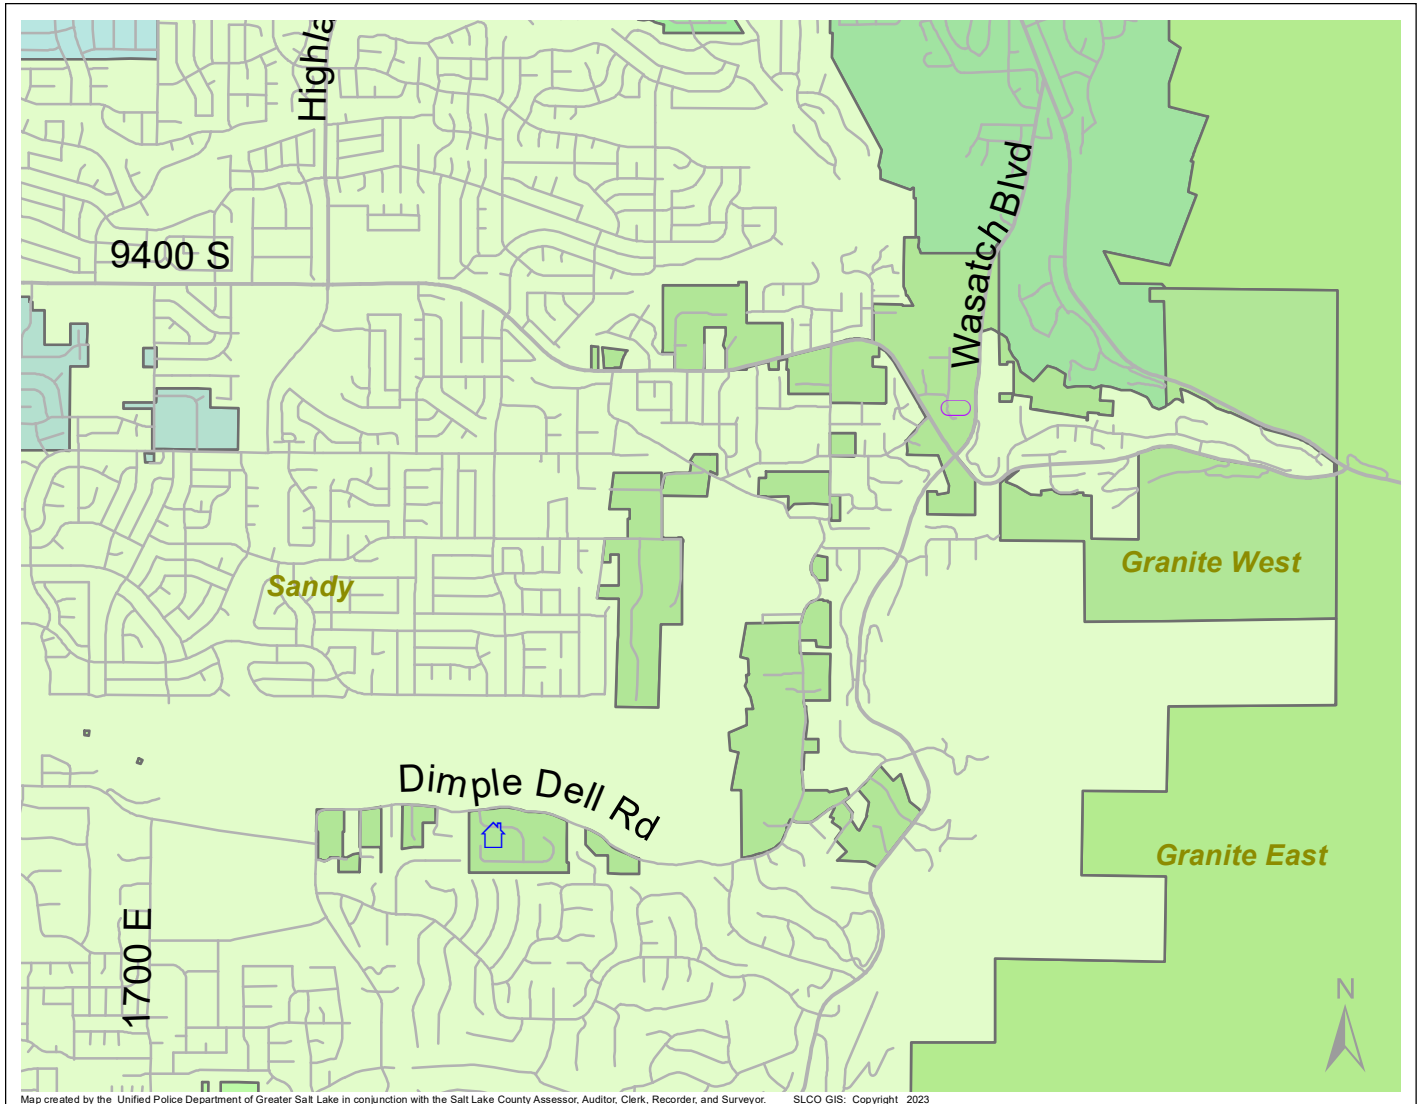 Highla
9400 S
Wasatch Blvd
Granite West
Sandy
Dimple Dell Rd
Granite East
1700 E
N
Map created by the Unified Police Department of Greater Salt Lake in conjunction with the Salt Lake County Assessor, Auditor, Clerk, Recorder, and Surveyor. SLCO GIS: Copyright 2023